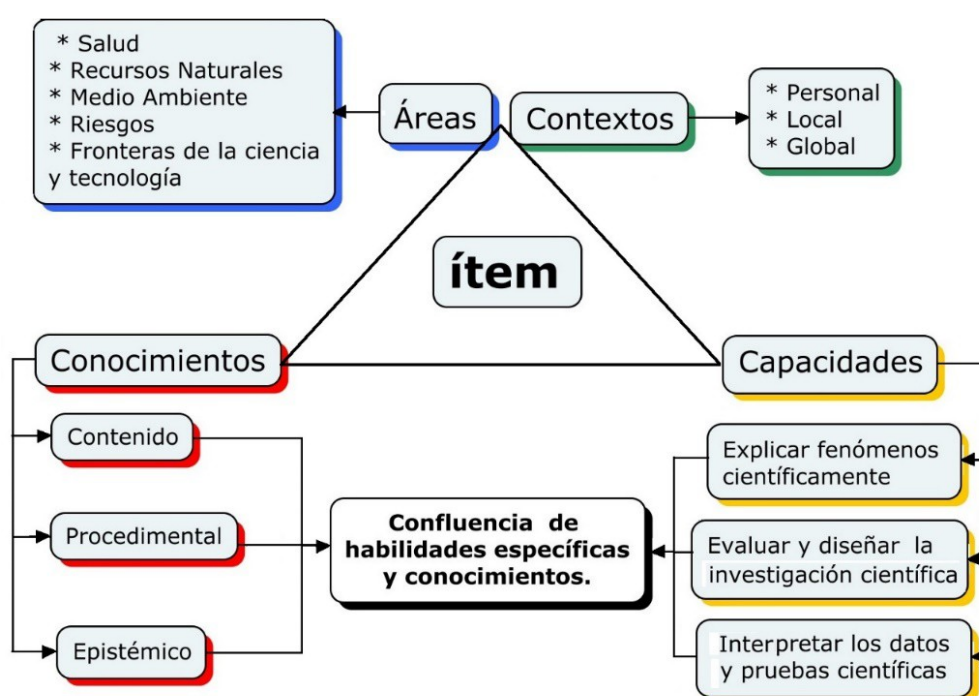 * Salud
* Recursos Naturales
* Medio Ambiente
* Riesgos
* Fronteras de la ciencia
y tecnología
Áreas
Contextos
* Personal
* Local
* Global
ítem
Conocimientos
Capacidades
Contenido
Procedimental
Epistémico
Confluencia de
habilidades específicas
y conocimientos.
Explicar fenómenos
científicamente
Evaluar y diseñar la
investigación científica
Interpretar los datos
y pruebas científicas